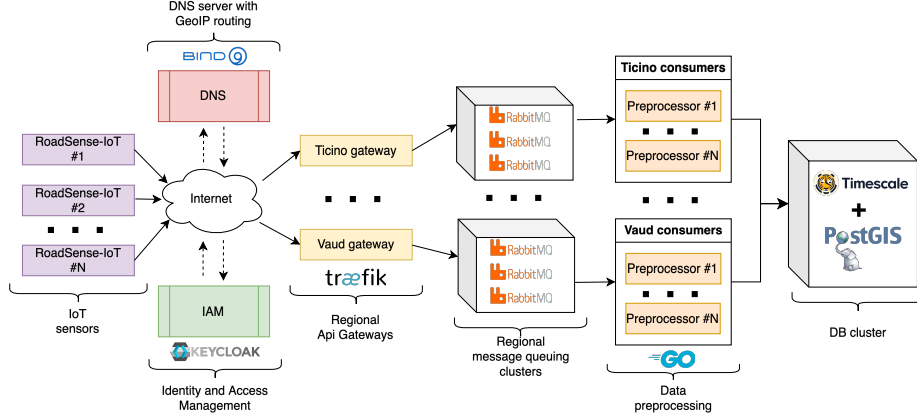 DNS server with
GeoIP routing
BIND 9
DNS
RoadSense-IoT
#1
RoadSense-IoT
#2
RoadSense-IoT
#N
IoT
sensors
Internet
IAM
KEYCLOAK
Identity and Access
Management
Ticino gateway
Vaud gateway
træfik
Regional
Api Gateways
RabbitMQ
RabbitMQ
RabbitMQ
RabbitMQ
RabbitMQ
RabbitMQ
Regional
message queuing
clusters
Ticino consumers
Preprocessor #1
Preprocessor #N
Vaud consumers
Preprocessor #1
Preprocessor #N
GO
Data
preprocessing
Timescale
+
PostGIS
DB cluster